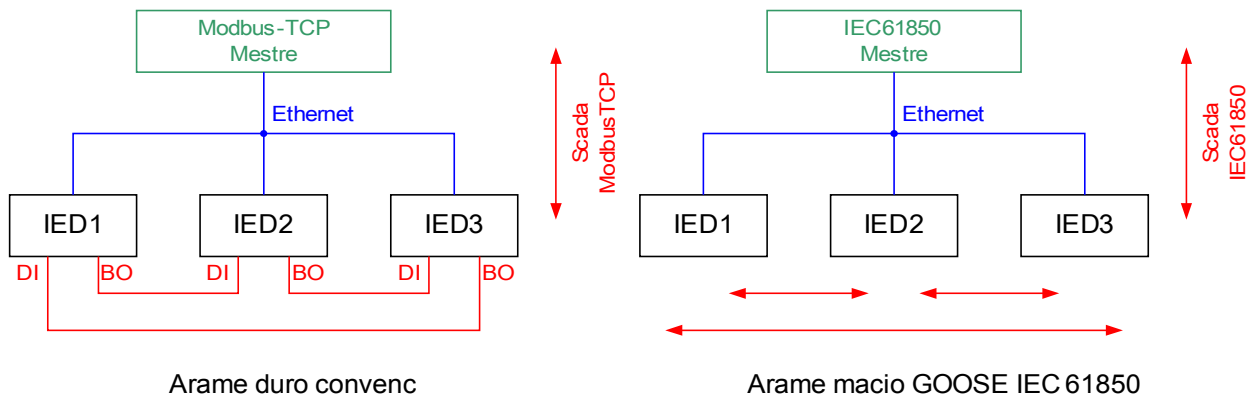 Modbus-TCP
Mestre
Ethernet
Scada
ModbusTCP
IED1
IED2
IED3
DI
BO
DI
BO
DI
BO
Arame duro convenc
IEC61850
Mestre
Ethernet
Scada
IEC61850
IED1
IED2
IED3
Arame macio GOOSE IEC 61850